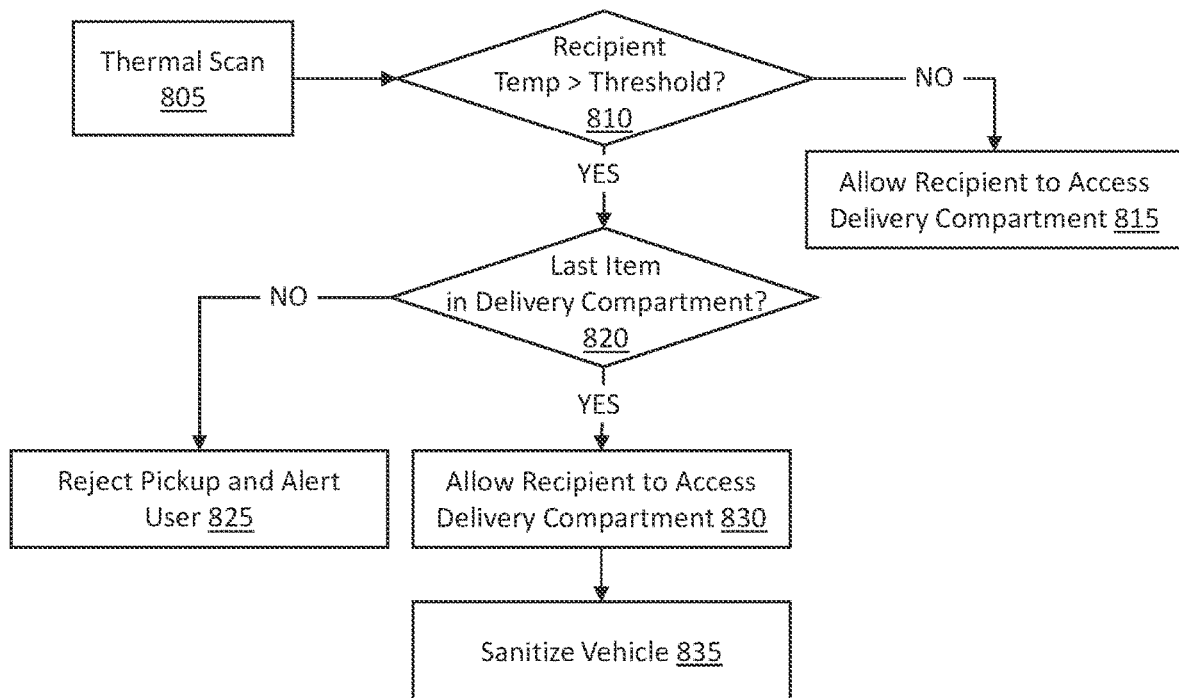 Thermal Scan
805
Recipient
Temp > Threshold?
810
NO
YES
Allow Recipient to Access
Delivery Compartment 815
Last Item
in Delivery Compartment?
820
NO
YES
Reject Pickup and Alert
User 825
Allow Recipient to Access
Delivery Compartment 830
Sanitize Vehicle 835